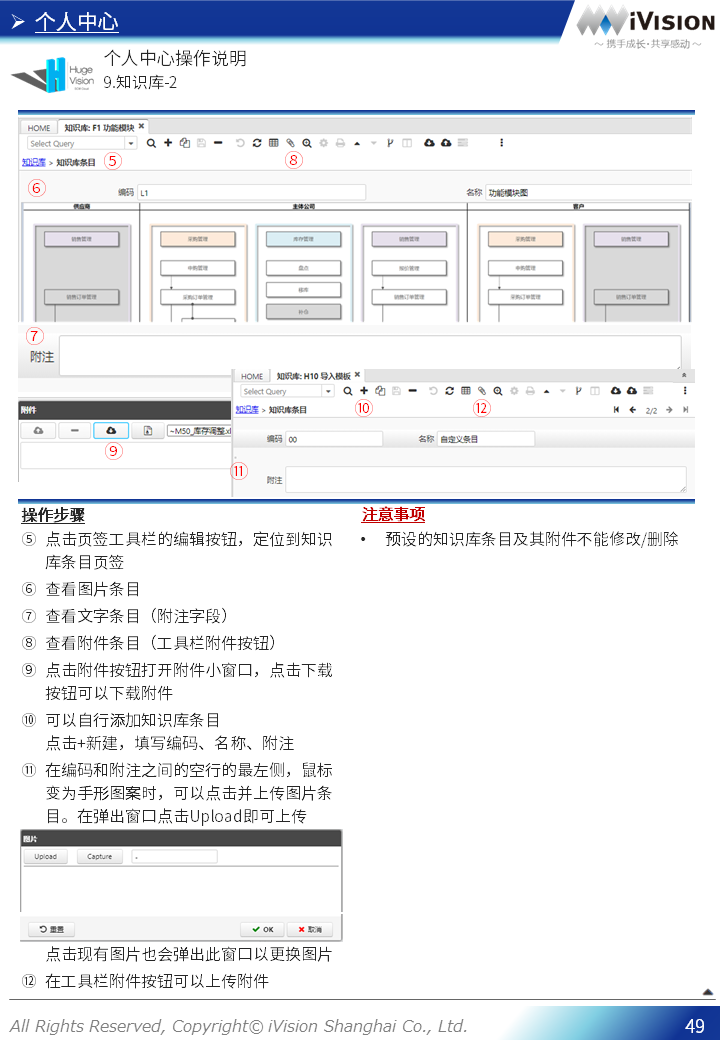 ➢ 个人中心
iVISION
～ 携手成长·共享感动 ～
Huge
Vision
个人中心操作说明
9.知识库-2
HOME 知识库: F1 功能模块 ×
Select Query
⑧
知识库 > 知识库条目 ⑤
⑥
编码 L1 名称 功能模块图
供应商 主体公司 客户
销售管理 采购管理 库存管理 销售管理 采购管理 销售管理
申购管理 盘点 报价管理 申购管理
销售订单管理 采购订单管理 移库 销售订单管理 采购订单管理 销售订单管理
补仓
⑦
附注
HOME 知识库: H10 导入模板 ×
Select Query
⑩ ⑫
知识库 > 知识库条目 2/2
编码 00 名称 自定义条目
⑪
附注
附件
~M50_库存调整.xl
⑨
操作步骤
⑤ 点击页签工具栏的编辑按钮，定位到知识
库条目页签
⑥ 查看图片条目
⑦ 查看文字条目（附注字段）
⑧ 查看附件条目（工具栏附件按钮）
⑨ 点击附件按钮打开附件小窗口，点击下载
按钮可以下载附件
⑩ 可以自行添加知识库条目
点击+新建，填写编码、名称、附注
⑪ 在编码和附注之间的空行的最左侧，鼠标
变为手形图案时，可以点击并上传图片条
目。在弹出窗口点击Upload即可上传
图片
Upload Capture -
重置 OK 取消
点击现有图片也会弹出此窗口以更换图片
⑫ 在工具栏附件按钮可以上传附件
注意事项
• 预设的知识库条目及其附件不能修改/删除
All Rights Reserved, Copyright© iVision Shanghai Co., Ltd.
49